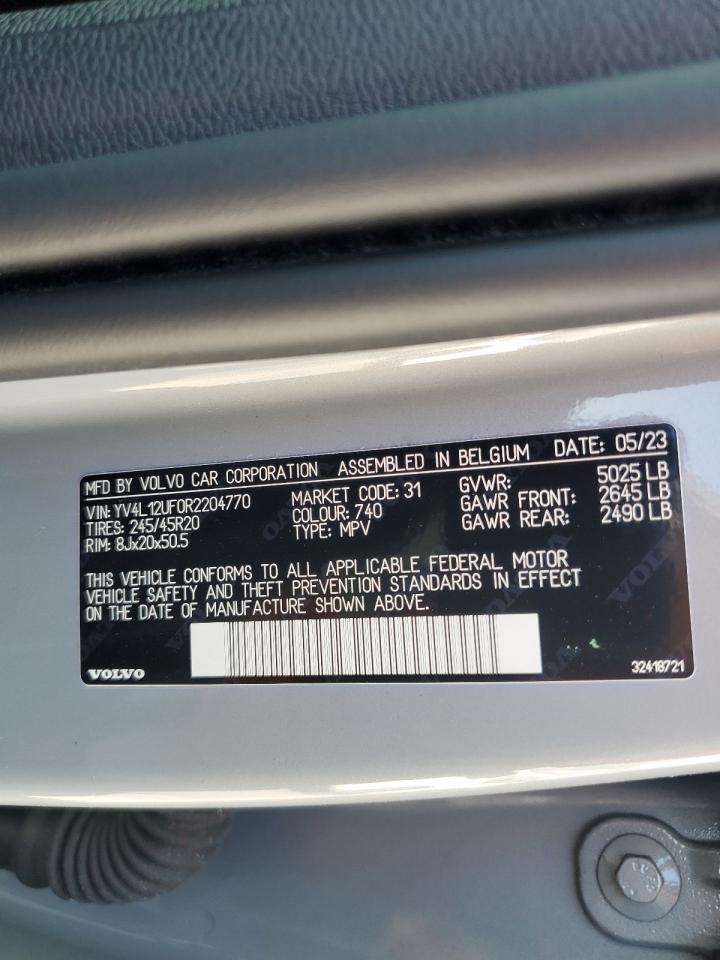 MFD BY VOLVO CAR CORPORATION ASSEMBLED IN BELGIUM DATE: 05/23
VIN: YV4L12UF0R2204770 MARKET CODE: 31 GVWR: 5025 LB
TIRES: 245/45R20 COLOUR: 740 GAWR FRONT: 2645 LB
RIM: 8Jx20x50.5 TYPE: MPV GAWR REAR: 2490 LB
THIS VEHICLE CONFORMS TO ALL APPLICABLE FEDERAL MOTOR
VEHICLE SAFETY AND THEFT PREVENTION STANDARDS IN EFFECT
ON THE DATE OF MANUFACTURE SHOWN ABOVE.
VOLVO 32418721